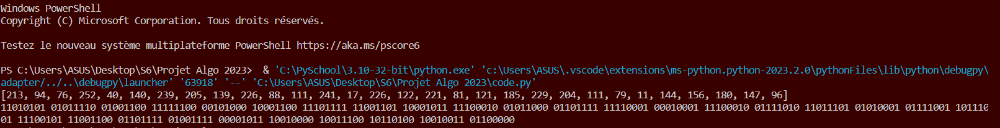 Windows PowerShell
Copyright (C) Microsoft Corporation. Tous droits réservés.
Testez le nouveau système multiplateforme PowerShell https://aka.ms/pscore6
PS C:\Users\ASUS\Desktop\S6\Projet Algo 2023>  & 'C:\PySchool\3.10-32-bit\python.exe' 'c:\Users\ASUS\.vscode\extensions\ms-python.python-2023.2.0\pythonFiles\lib\python\debugpy\
adapter/../..\debugpy\launcher' '63918' '--' 'C:\Users\ASUS\Desktop\S6\Projet Algo 2023\code.py'
[213, 94, 76, 252, 40, 140, 239, 205, 139, 226, 88, 111, 241, 17, 226, 122, 221, 81, 121, 185, 229, 204, 111, 79, 11, 144, 156, 180, 147, 96]
11010101 01011110 01001100 11111100 00101000 10001100 11101111 11001101 10001011 11100010 01011000 01101111 11110001 00010001 11100010 01111010 11011101 01010001 01111001 101110
01 11100101 11001100 01101111 01001111 00001011 10010000 10011100 10110100 10010011 01100000